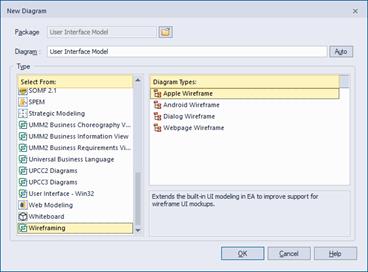 New Diagram
Package User Interface Model
Diagram: User Interface Model Auto
Type
Select From:
SOMF 2.1
SPEM
Strategic Modeling
UMM2 Business Choreography V...
UMM2 Business Information View
UMM2 Business Requirements Vi...
Universal Business Language
UPCC2 Diagrams
UPCC3 Diagrams
User Interface - Win32
Web Modeling
Whiteboard
Wireframing
Diagram Types:
Apple Wireframe
Android Wireframe
Dialog Wireframe
Webpage Wireframe
Extends the built-in UI modeling in EA to improve support for
wireframe UI mockups.
OK Cancel Help